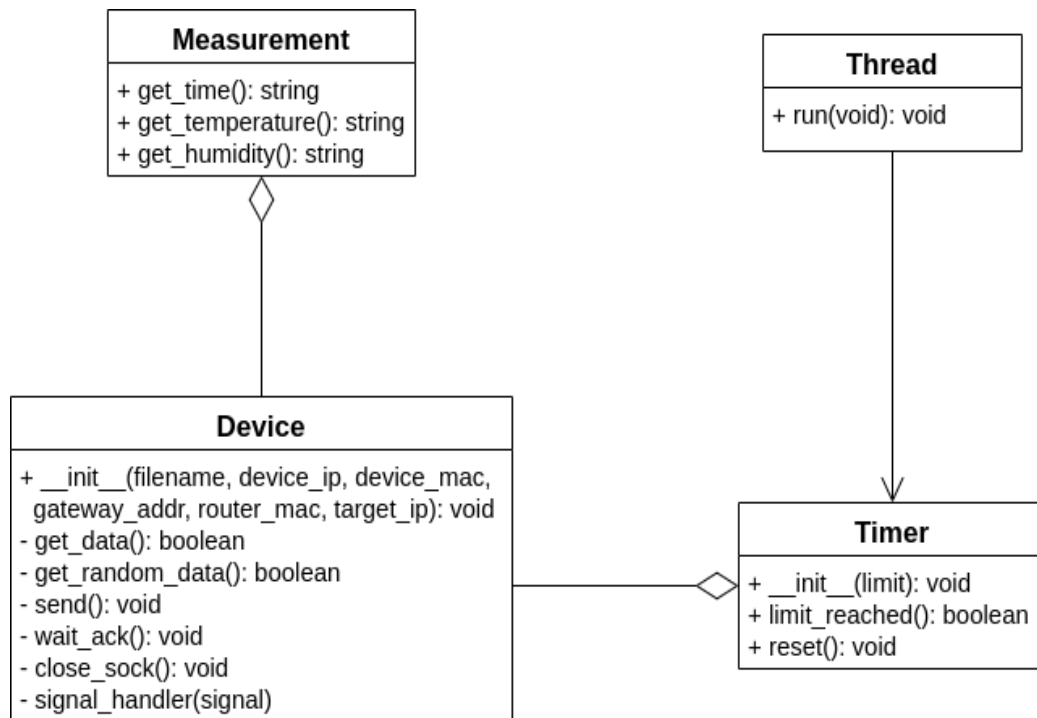 Measurement
+ get_time(): string
+ get_temperature(): string
+ get_humidity(): string
Thread
+ run(void): void
Device
+ __init__(filename, device_ip, device_mac,
gateway_addr, router_mac, target_ip): void
- get_data(): boolean
- get_random_data(): boolean
- send(): void
- wait_ack(): void
- close_sock(): void
- signal_handler(signal)
Timer
+ __init__(limit): void
+ limit_reached(): boolean
+ reset(): void